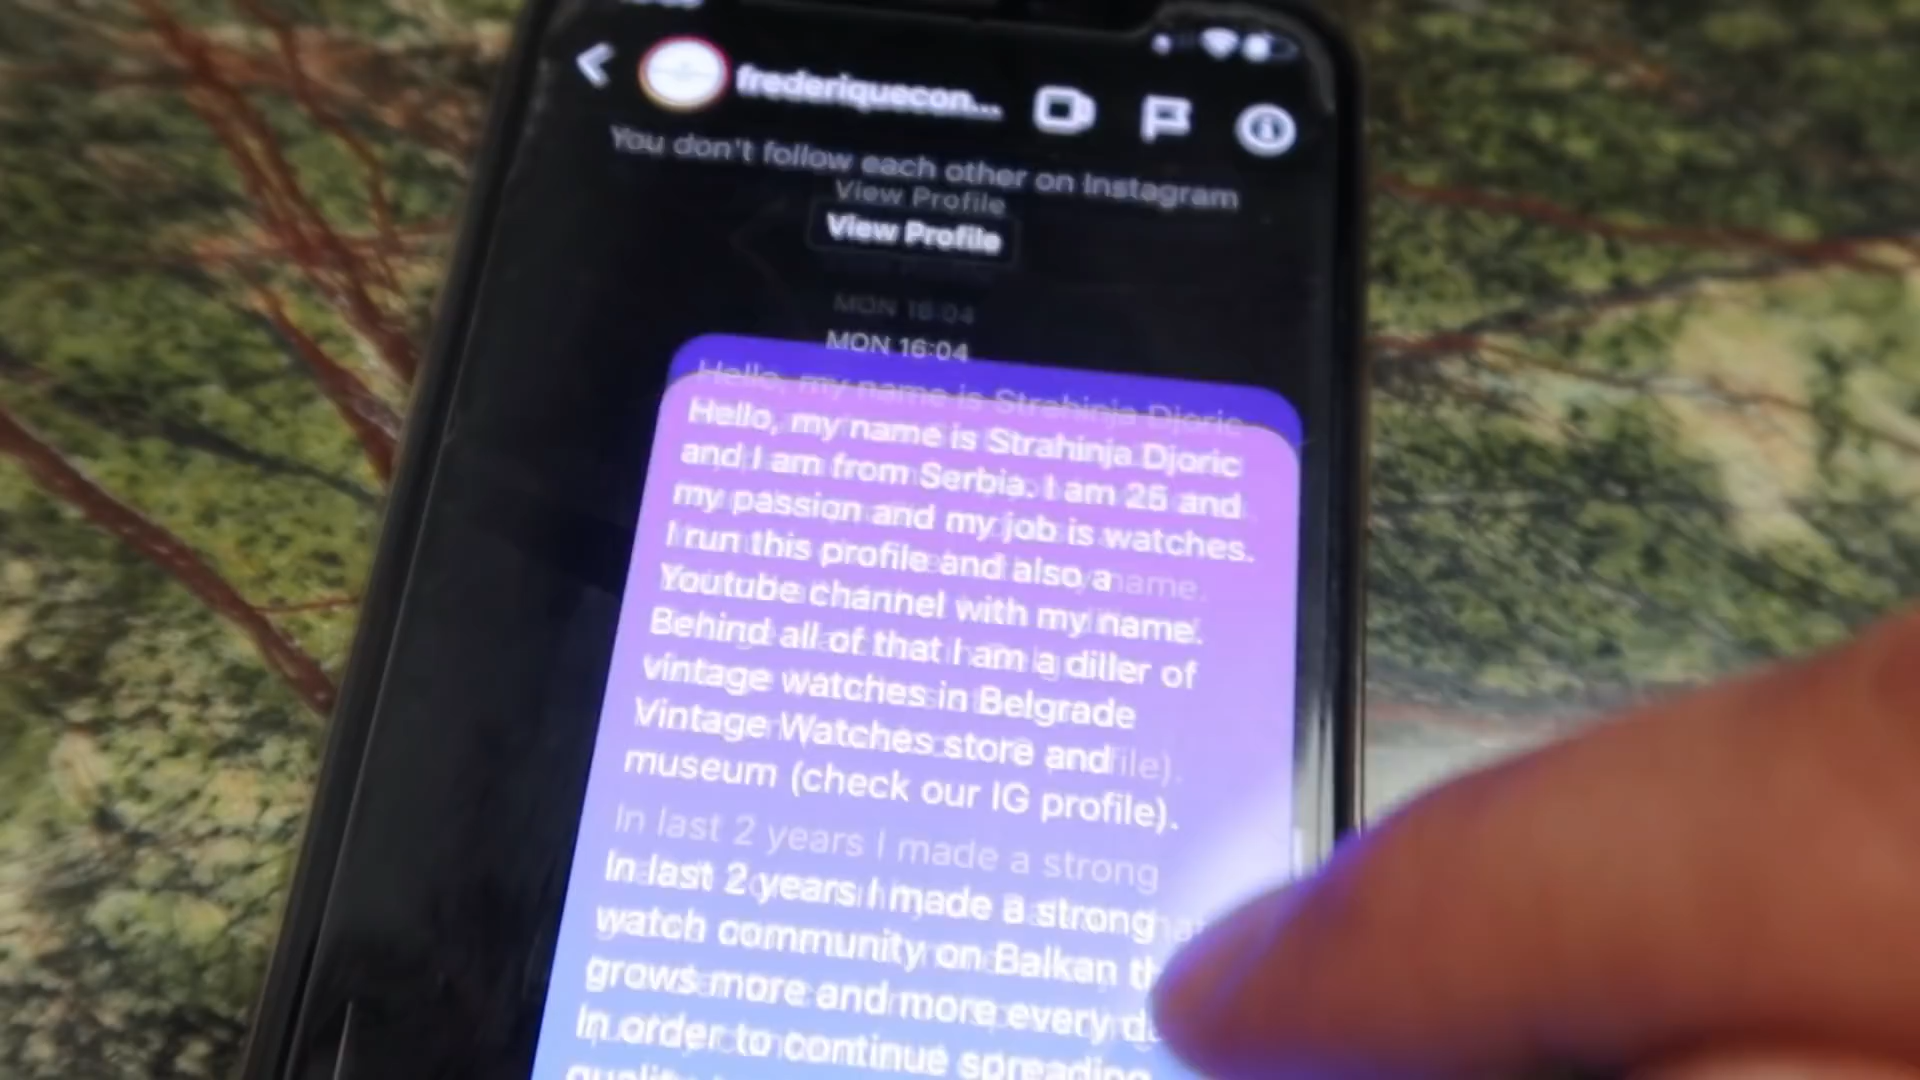 frederiquecon...
You don't follow each other on Instagram
View Profile
MON 16:04
Hello, my name is Strahinja Djoric
and I am from Serbia. I am 25 and
my passion and my job is watches.
I run this profile and also a
Youtube channel with my name.
Behind all of that I am a diller of
vintage watches in Belgrade
Vintage Watches store and
museum (check our IG profile).
In last 2 years I made a strong
watch community on Balkan
grows more and more every
In order to continue spreading